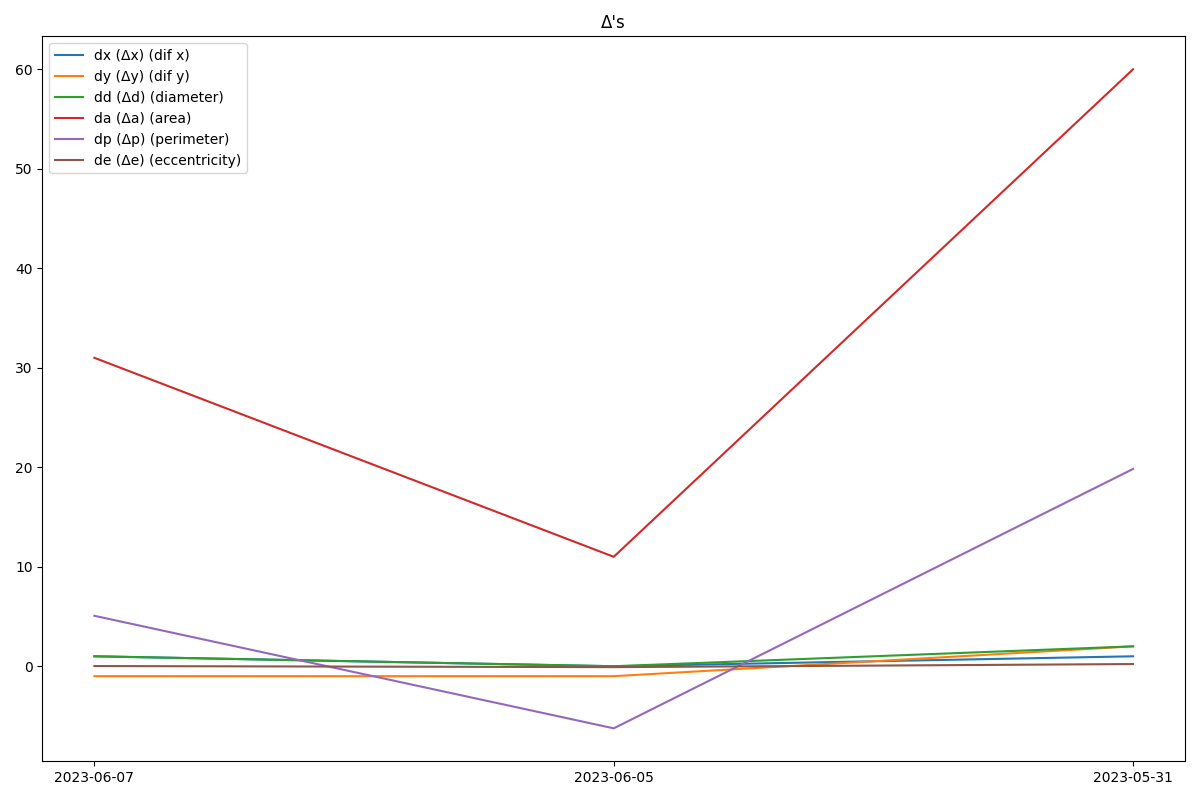 Δ's
dx (Δx) (dif x)
dy (Δy) (dif y)
dd (Δd) (diameter)
da (Δa) (area)
dp (Δp) (perimeter)
de (Δe) (eccentricity)
60
50
40
30
20
10
0
2023-06-07 2023-06-05 2023-05-31